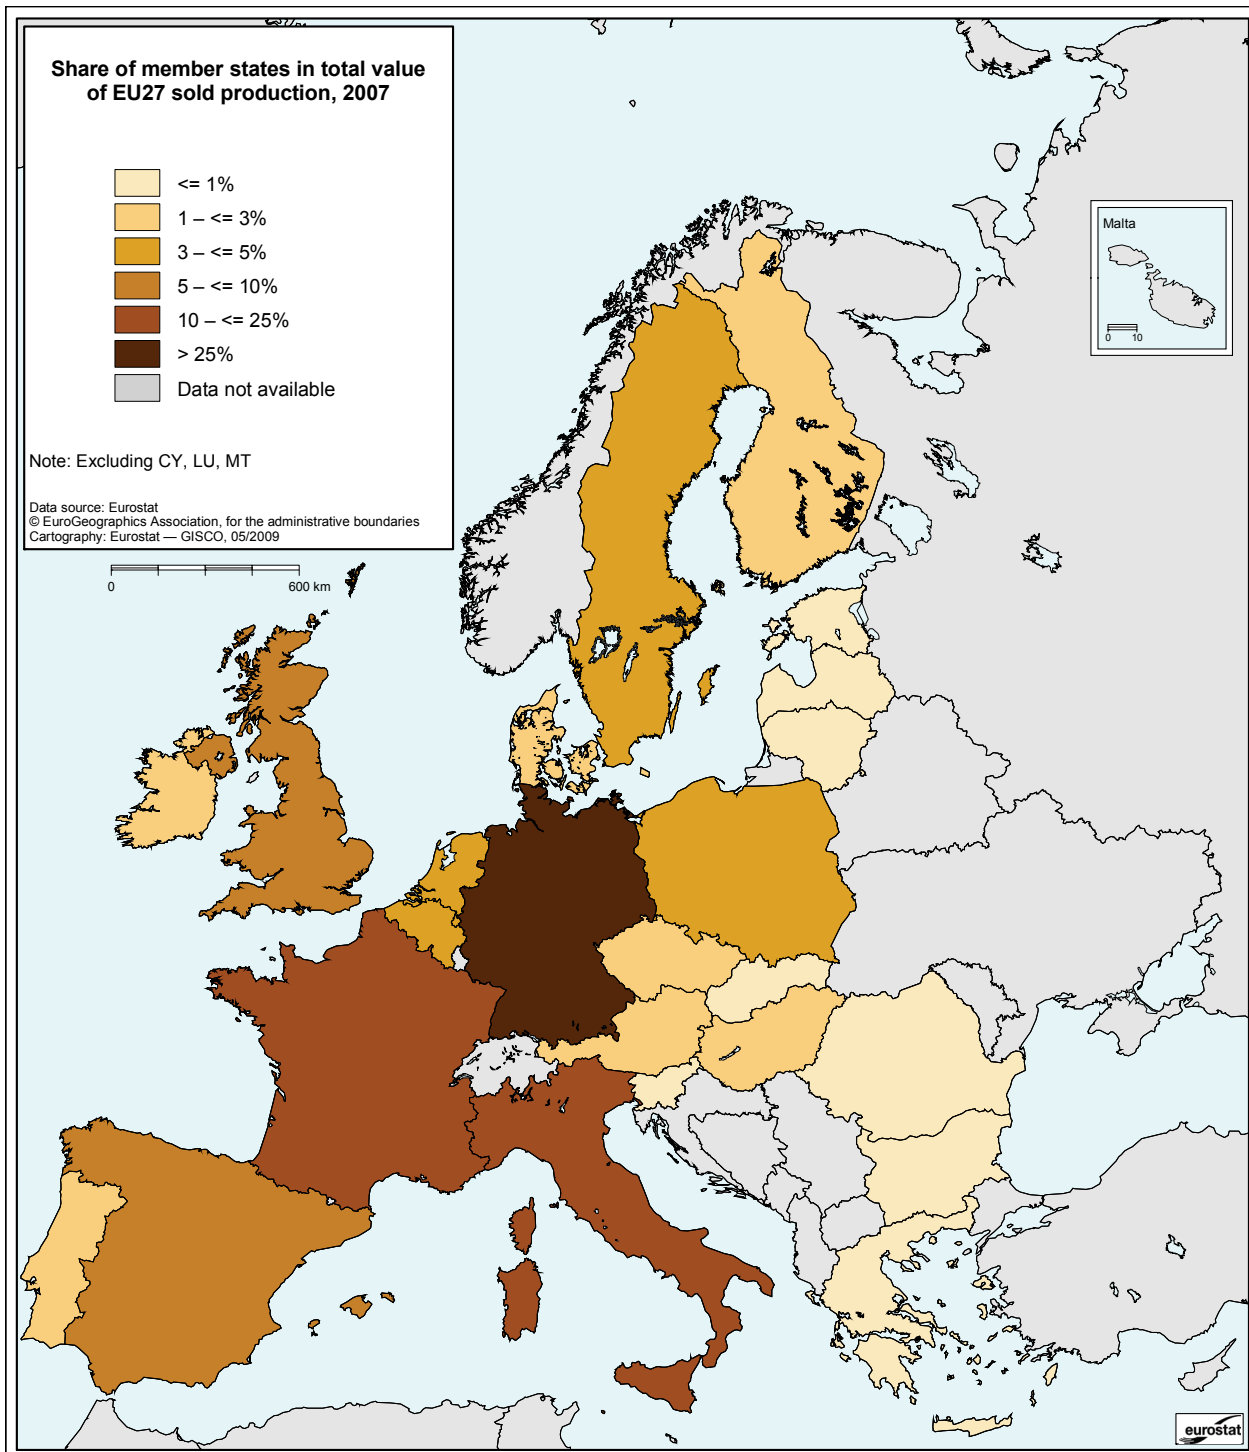 Share of member states in total value
of EU27 sold production, 2007
<= 1%
1 – <= 3%
3 – <= 5%
5 – <= 10%
10 – <= 25%
> 25%
Data not available
Note: Excluding CY, LU, MT
Data source: Eurostat
© EuroGeographics Association, for the administrative boundaries
Cartography: Eurostat — GISCO, 05/2009
0 600 km
Malta
0 10
eurostat